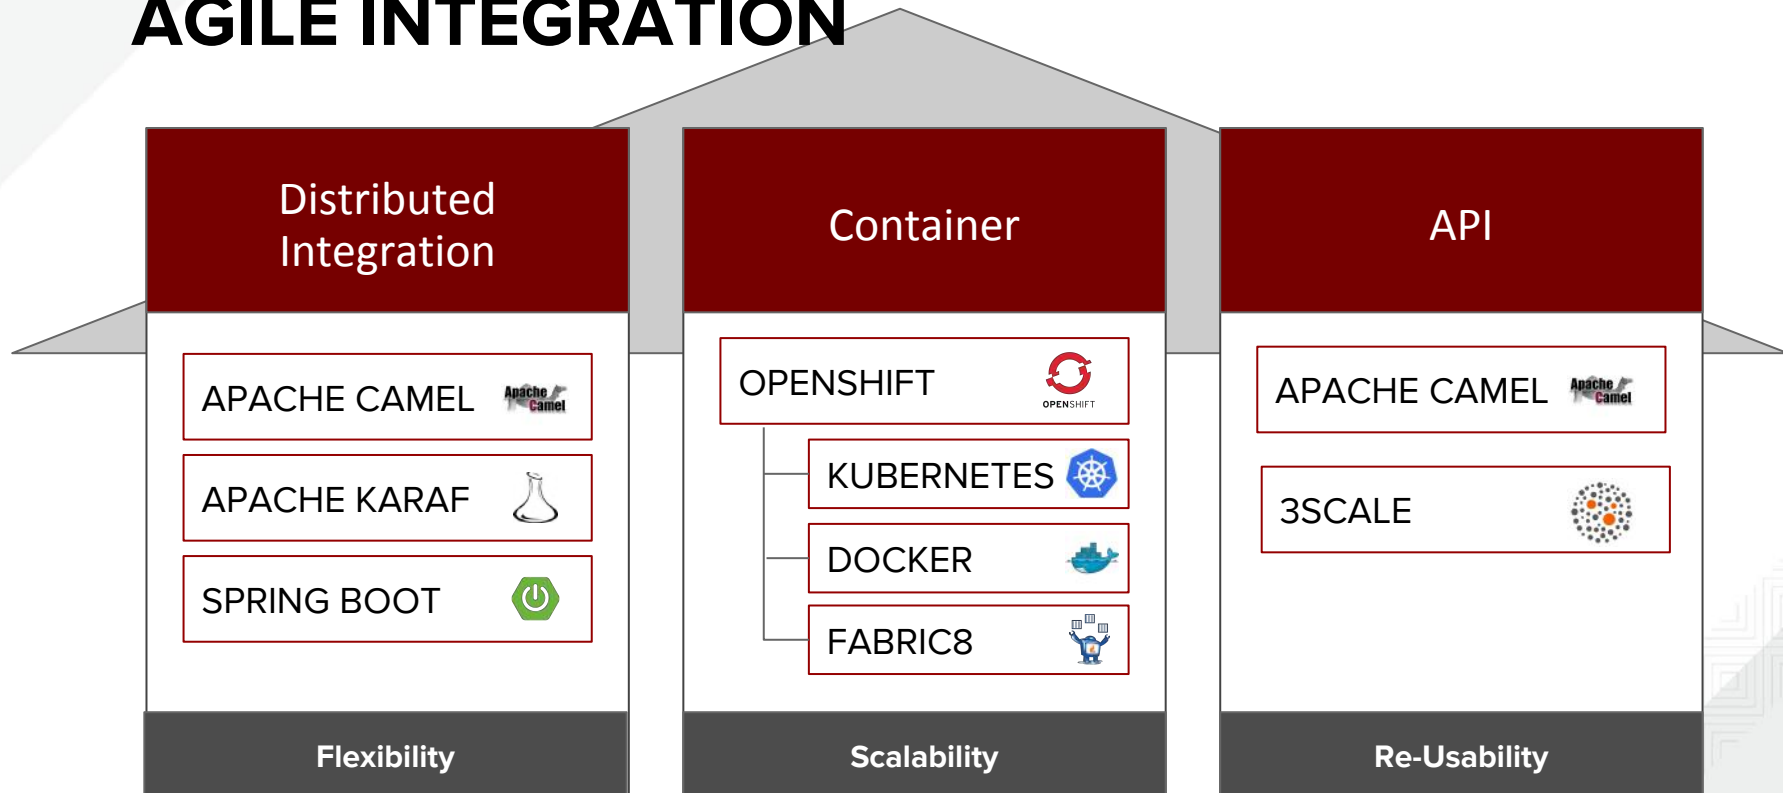 AGILE INTEGRATION
Distributed
Integration
APACHE CAMEL
Apache
Camel
APACHE KARAF
SPRING BOOT
Flexibility
Container
OPENSHIFT
OPENSHIFT
KUBERNETES
DOCKER
FABRIC8
Scalability
API
APACHE CAMEL
Apache
Camel
3SCALE
Re-Usability